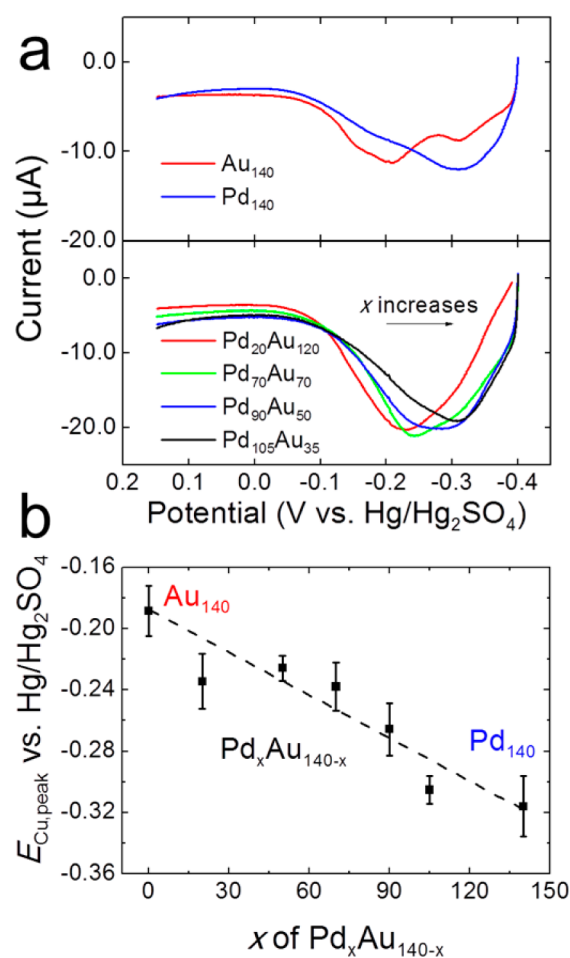 a
0.0
-10.0
-20.0
Au₁₄₀
Pd₁₄₀
Current (µA)
0.0
-10.0
-20.0
x increases
Pd₂₀Au₁₂₀
Pd₇₀Au₇₀
Pd₉₀Au₅₀
Pd₁₀₅Au₃₅
0.2 0.1 0.0 -0.1 -0.2 -0.3 -0.4
Potential (V vs. Hg/Hg₂SO₄)
b
-0.16
-0.20
-0.24
-0.28
-0.32
-0.36
E_Cu,peak vs. Hg/Hg₂SO₄
Au₁₄₀
PdₓAu₁₄₀₋ₓ
Pd₁₄₀
0 30 60 90 120 150
x of PdₓAu₁₄₀₋ₓ